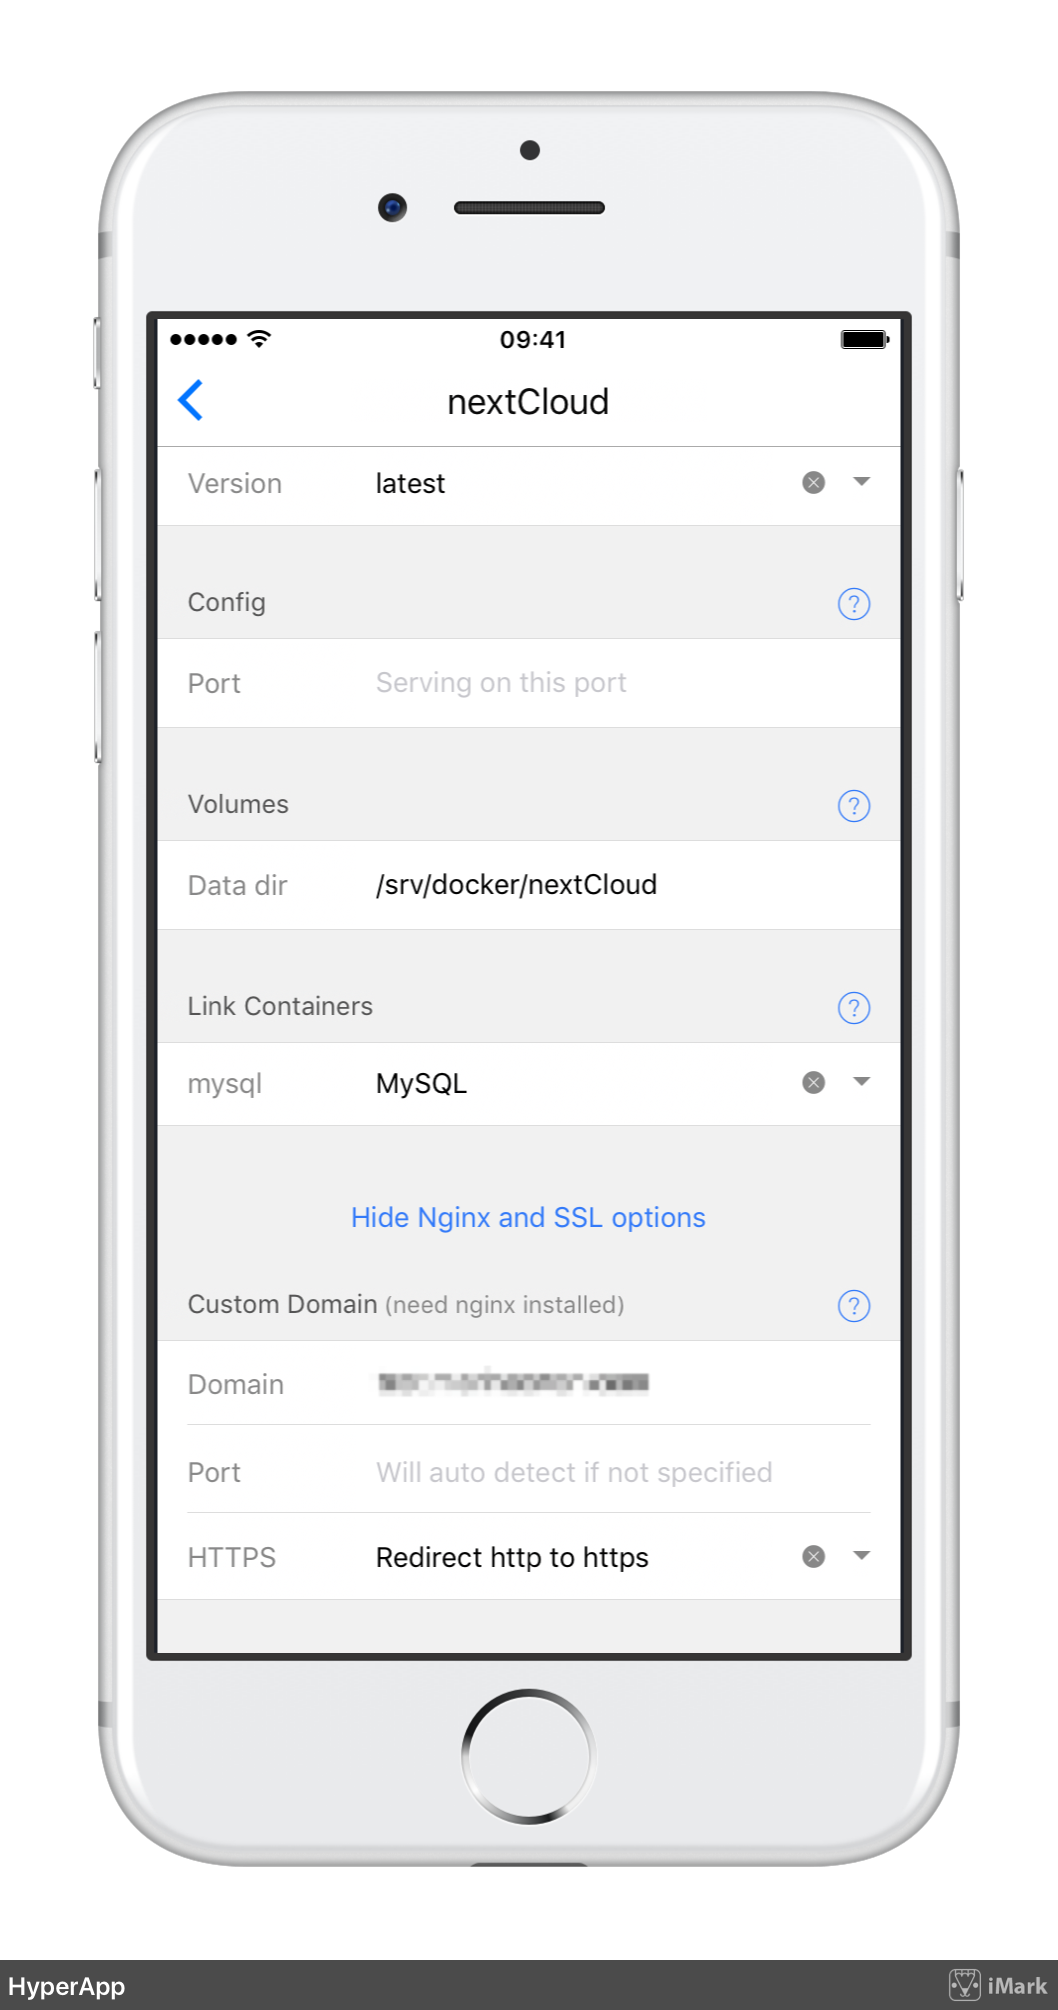 09:41
nextCloud
Version latest
Config
Port Serving on this port
Volumes
Data dir /srv/docker/nextCloud
Link Containers
mysql MySQL
Hide Nginx and SSL options
Custom Domain (need nginx installed)
Domain
Port Will auto detect if not specified
HTTPS Redirect http to https
HyperApp iMark